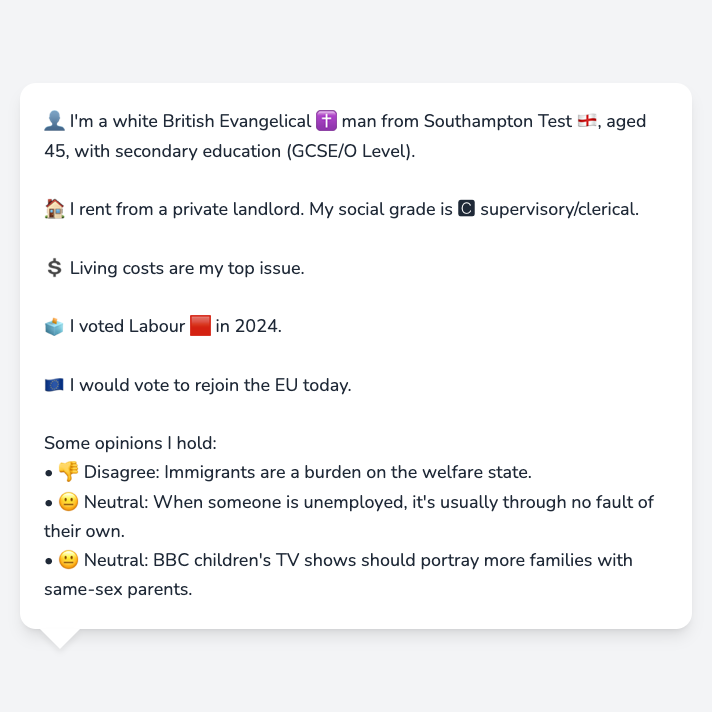 👤 I'm a white British Evangelical ✝️ man from Southampton Test 🏴󠁧󠁢󠁥󠁮󠁧󠁿, aged
45, with secondary education (GCSE/O Level).
🏠 I rent from a private landlord. My social grade is 🅲 supervisory/clerical.
💲 Living costs are my top issue.
🗳️ I voted Labour 🟥 in 2024.
🇪🇺 I would vote to rejoin the EU today.
Some opinions I hold:
• 👎 Disagree: Immigrants are a burden on the welfare state.
• 😐 Neutral: When someone is unemployed, it's usually through no fault of
their own.
• 😐 Neutral: BBC children's TV shows should portray more families with
same-sex parents.